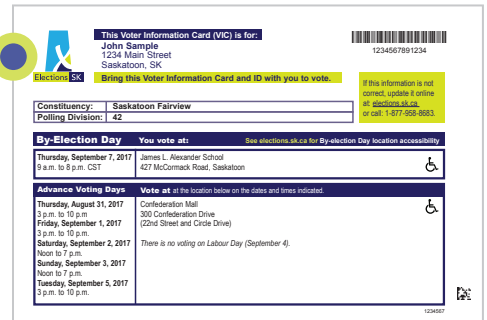 This Voter Information Card (VIC) is for:
John Sample
1234 Main Street
Saskatoon, SK
Bring this Voter Information Card and ID with you to vote.
Elections SK
1234567891234
If this information is not
correct, update it online
at: elections.sk.ca
or call: 1-877-958-8683.
Constituency: Saskatoon Fairview
Polling Division: 42
By-Election Day You vote at: See elections.sk.ca for By-election Day location accessibility
Thursday, September 7, 2017 James L. Alexander School
9 a.m. to 8 p.m. CST 427 McCormack Road, Saskatoon
Advance Voting Days Vote at at the location below on the dates and times indicated.
Thursday, August 31, 2017 Confederation Mall
3 p.m. to 10 p.m 300 Confederation Drive
Friday, September 1, 2017 (22nd Street and Circle Drive)
3 p.m. to 10 p.m.
Saturday, September 2, 2017 There is no voting on Labour Day (September 4).
Noon to 7 p.m.
Sunday, September 3, 2017
Noon to 7 p.m.
Tuesday, September 5, 2017
3 p.m. to 10 p.m.
1234567